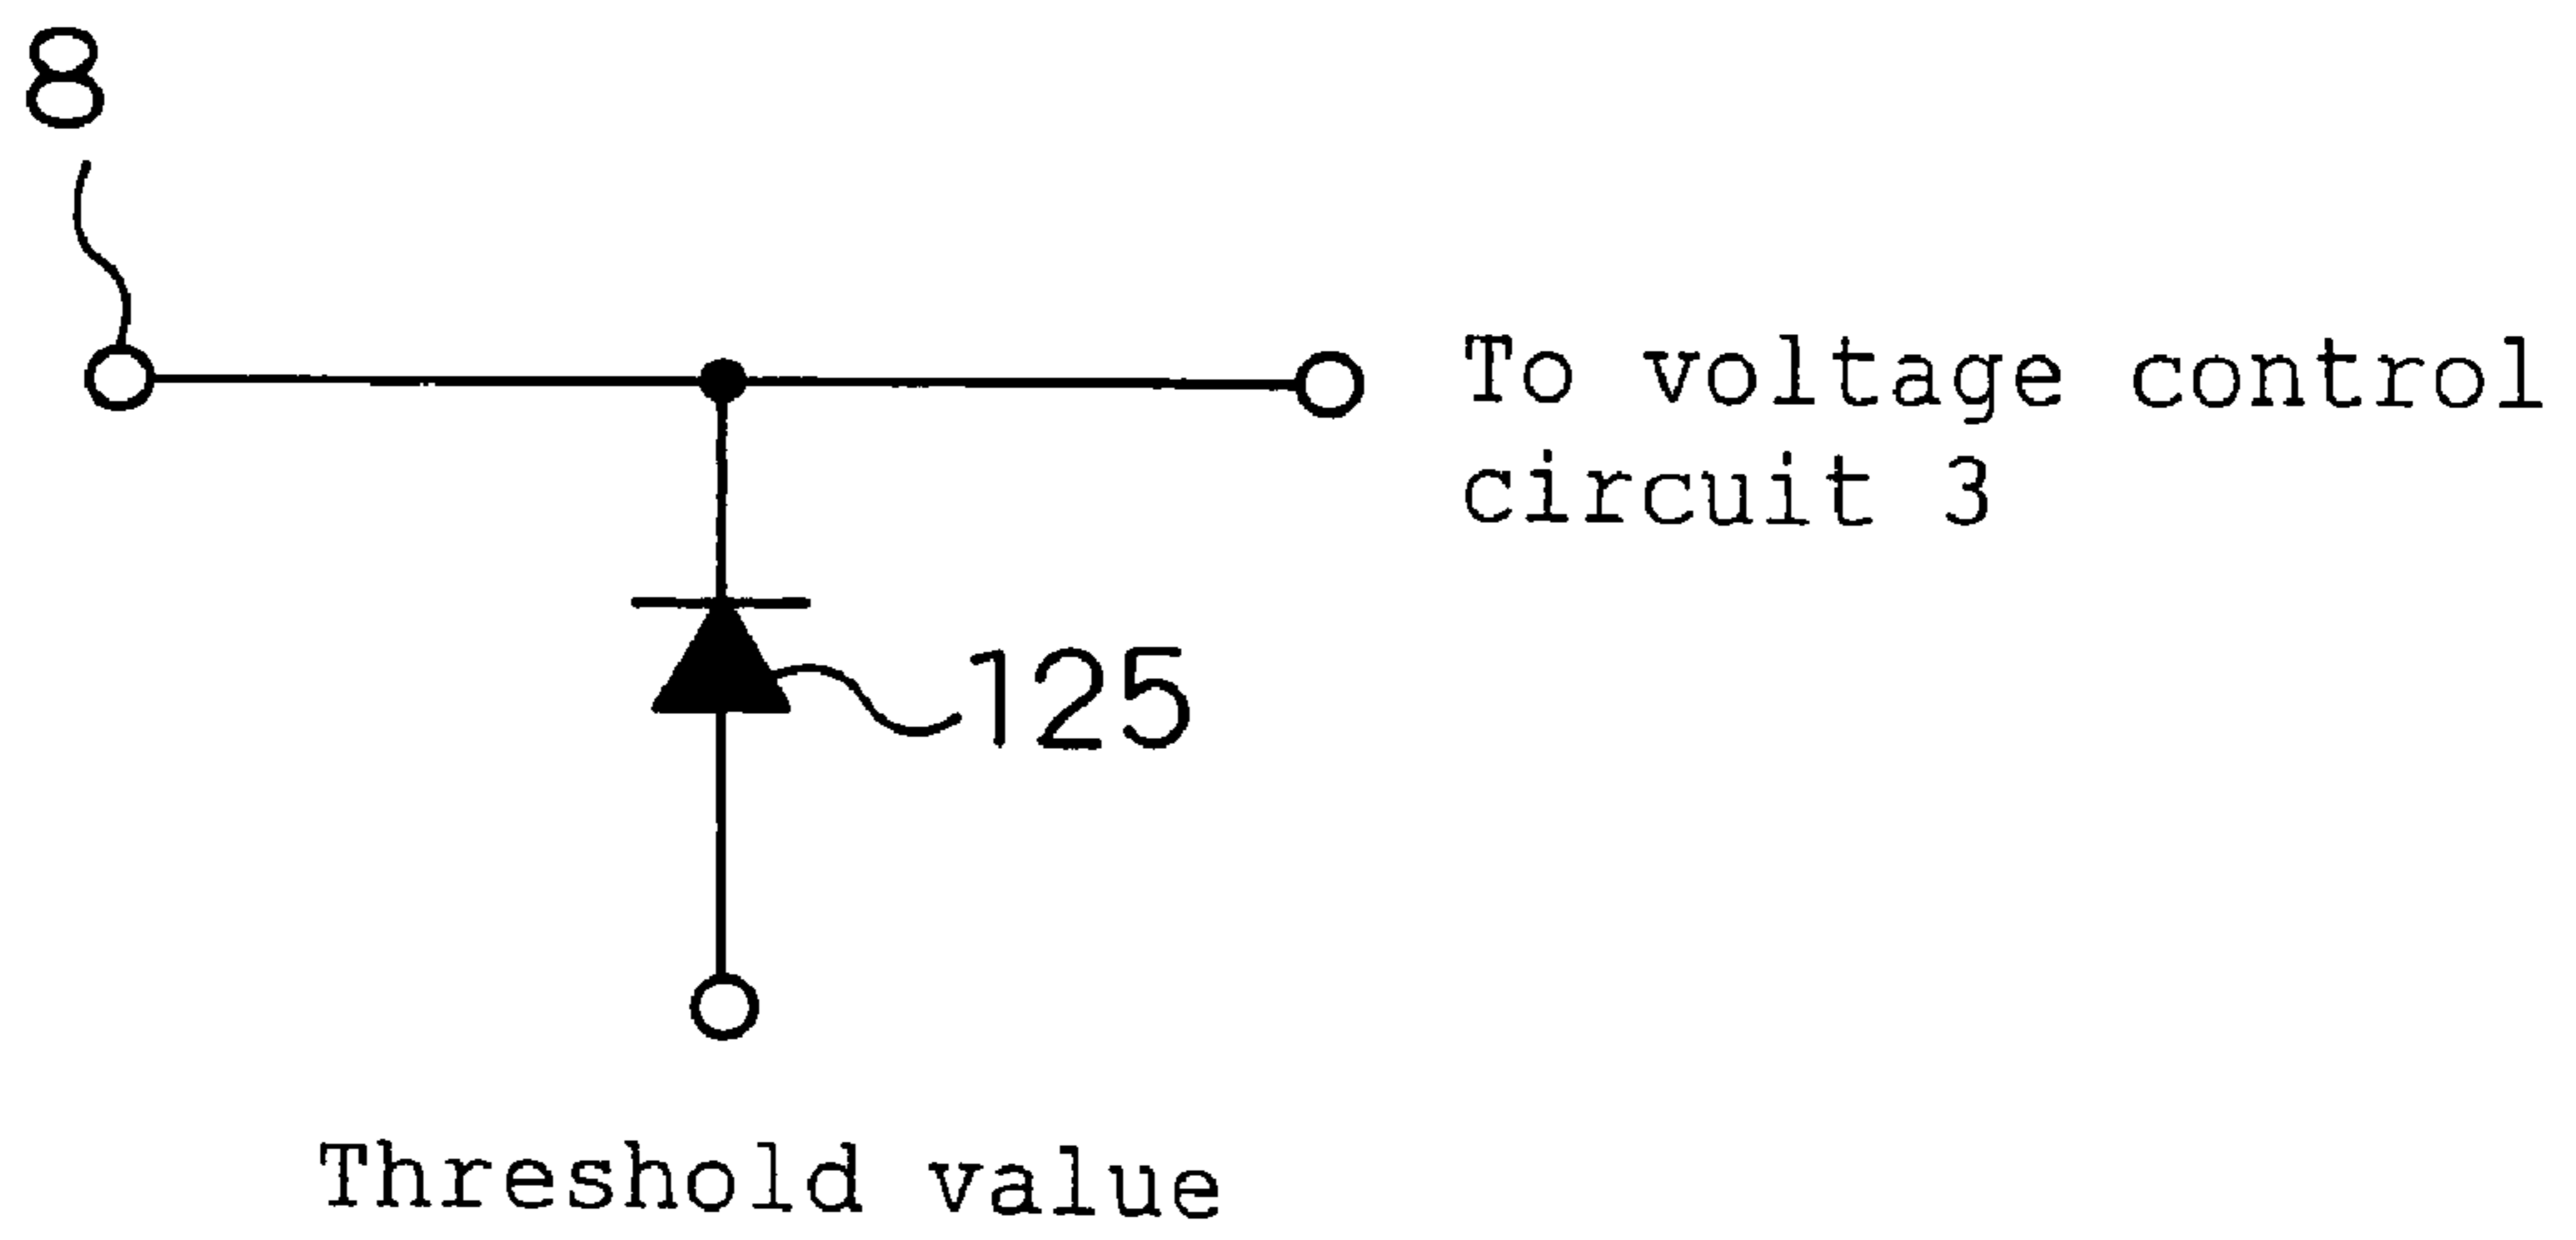 8
To voltage control
circuit 3
125
Threshold value